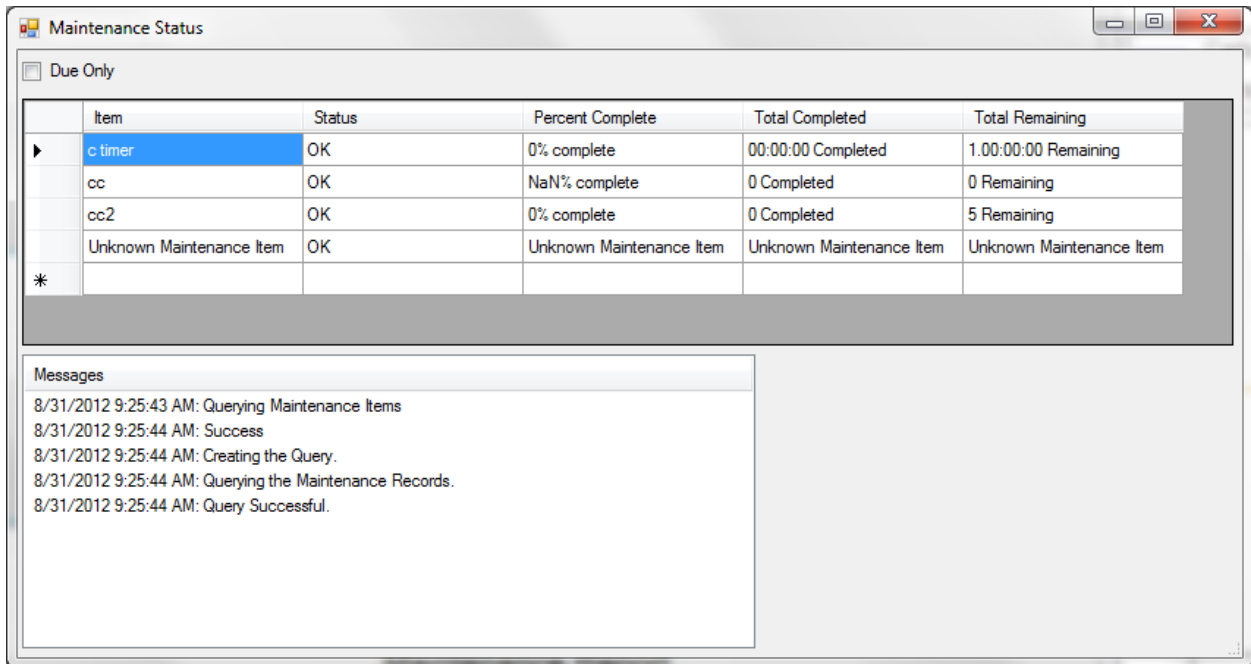 Maintenance Status
Due Only
Item Status Percent Complete Total Completed Total Remaining
c timer OK 0% complete 00:00:00 Completed 1.00:00:00 Remaining
cc OK NaN% complete 0 Completed 0 Remaining
cc2 OK 0% complete 0 Completed 5 Remaining
Unknown Maintenance Item OK Unknown Maintenance Item Unknown Maintenance Item Unknown Maintenance Item
Messages
8/31/2012 9:25:43 AM: Querying Maintenance Items
8/31/2012 9:25:44 AM: Success
8/31/2012 9:25:44 AM: Creating the Query.
8/31/2012 9:25:44 AM: Querying the Maintenance Records.
8/31/2012 9:25:44 AM: Query Successful.